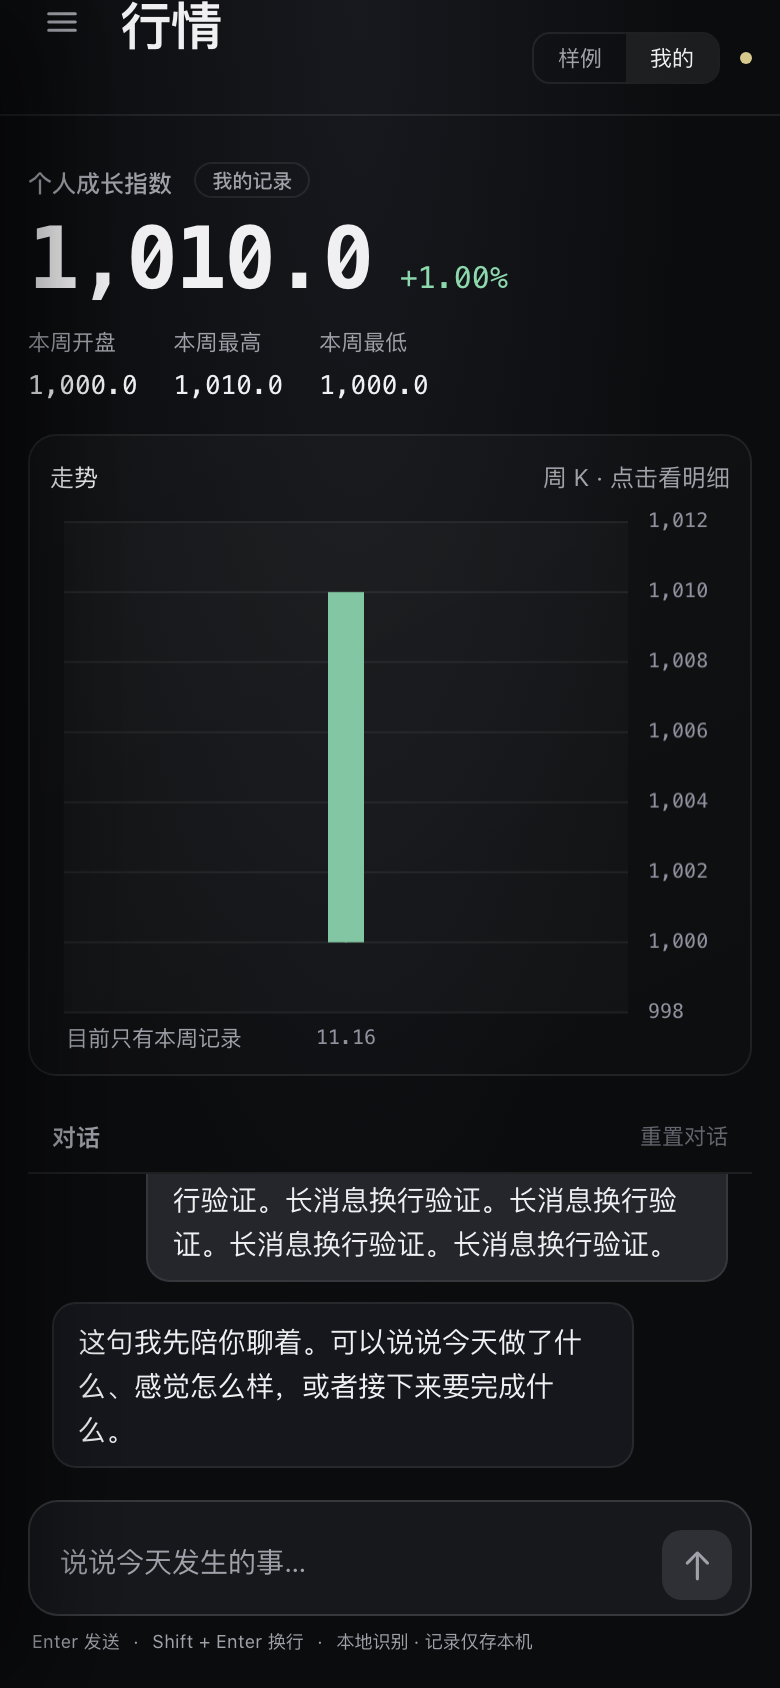 行情
样例 我的
个人成长指数 我的记录
1,010.0 +1.00%
本周开盘 本周最高 本周最低
1,000.0 1,010.0 1,000.0
走势 周 K · 点击看明细
1,012
1,010
1,008
1,006
1,004
1,002
1,000
998
目前只有本周记录 11.16
对话 重置对话
行验证。长消息换行验证。长消息换行验
证。长消息换行验证。长消息换行验证。
这句我先陪你聊着。可以说说今天做了什
么、感觉怎么样，或者接下来要完成什
么。
说说今天发生的事...
Enter 发送 · Shift + Enter 换行 · 本地识别 · 记录仅存本机